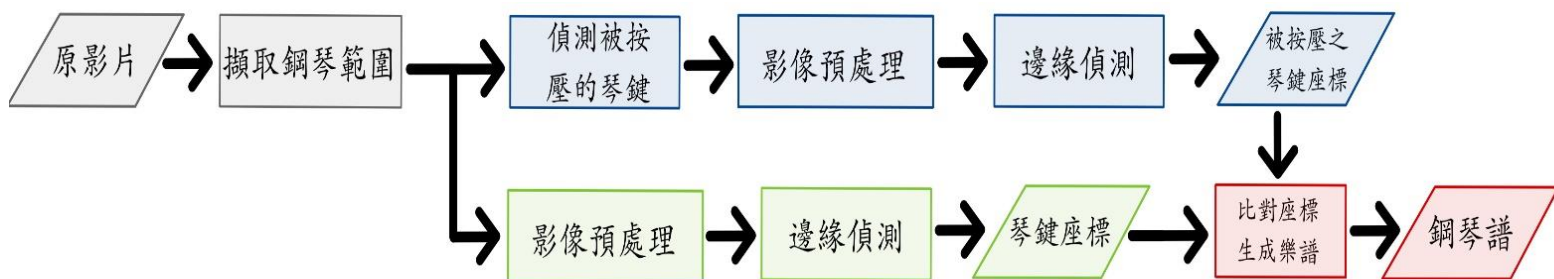 原影片
擷取鋼琴範圍
偵測被按
壓的琴鍵
影像預處理
邊緣偵測
被按壓之
琴鍵座標
影像預處理
邊緣偵測
琴鍵座標
比對座標
生成樂譜
鋼琴譜